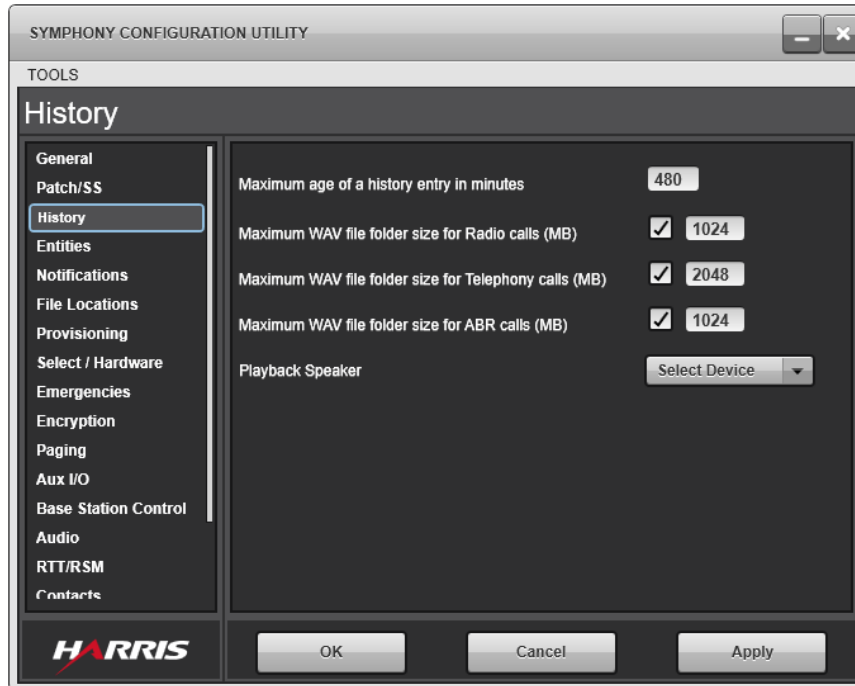 SYMPHONY CONFIGURATION UTILITY
TOOLS
History
General
Patch/SS
History
Entities
Notifications
File Locations
Provisioning
Select / Hardware
Emergencies
Encryption
Paging
Aux I/O
Base Station Control
Audio
RTT/RSM
Contacts
Maximum age of a history entry in minutes 480
Maximum WAV file folder size for Radio calls (MB) 1024
Maximum WAV file folder size for Telephony calls (MB) 2048
Maximum WAV file folder size for ABR calls (MB) 1024
Playback Speaker Select Device
HARRIS
OK Cancel Apply